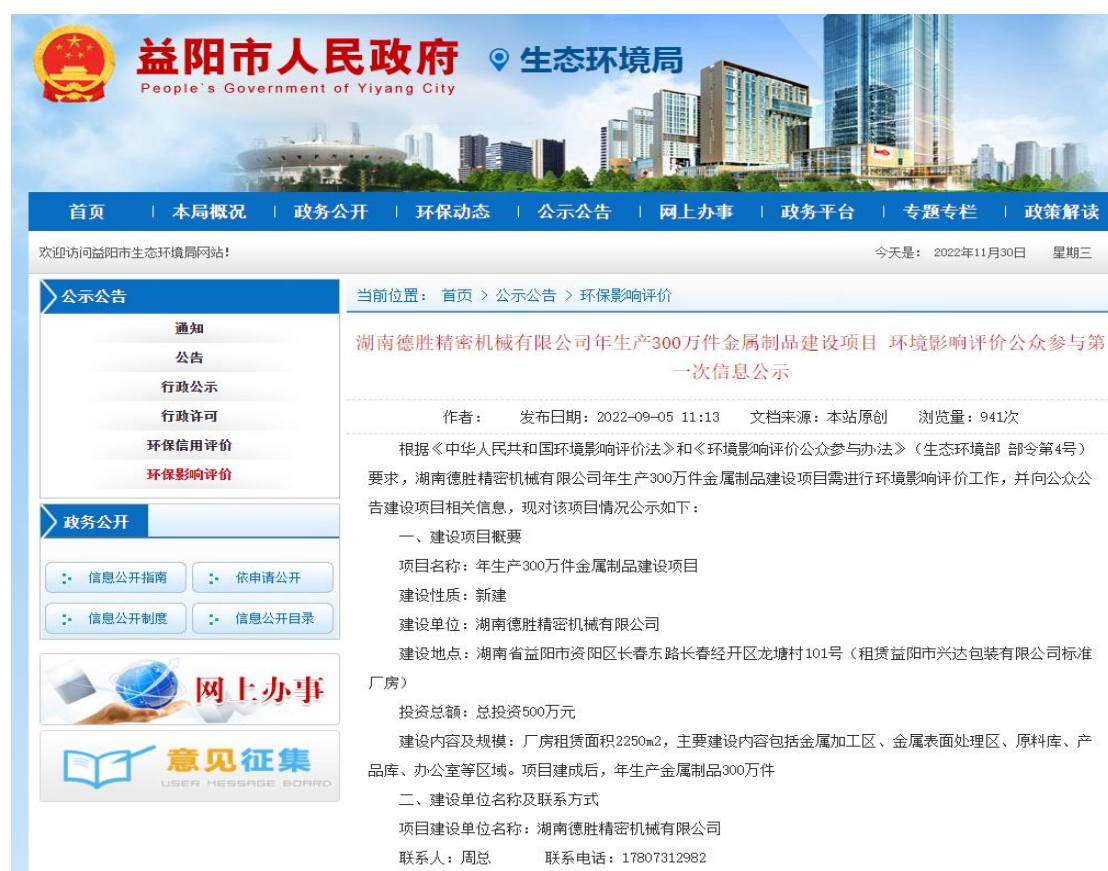 益阳市人民政府 生态环境局
People`s Government of Yiyang City
首页 本局概况 政务公开 环保动态 公示公告 网上办事 政务平台 专题专栏 政策解读
欢迎访问益阳市生态环境局网站! 今天是: 2022年11月30日 星期三
公示公告
通知
公告
行政公示
行政许可
环保信用评价
环保影响评价
政务公开
信息公开指南 依申请公开
信息公开制度 信息公开目录
网上办事
意见征集
USER MESSAGE BOARD
当前位置: 首页 > 公示公告 > 环保影响评价
湖南德胜精密机械有限公司年生产300万件金属制品建设项目 环境影响评价公众参与第
一次信息公示
作者: 发布日期: 2022-09-05 11:13 文档来源: 本站原创 浏览量: 941次
根据《中华人民共和国环境影响评价法》和《环境影响评价公众参与办法》(生态环境部 部令第4号)
要求,湖南德胜精密机械有限公司年生产300万件金属制品建设项目需进行环境影响评价工作,并向公众公
告建设项目相关信息,现对该项目情况公示如下:
一、建设项目概要
项目名称: 年生产300万件金属制品建设项目
建设性质: 新建
建设单位: 湖南德胜精密机械有限公司
建设地点: 湖南省益阳市资阳区长春东路长春经开区龙塘村101号(租赁益阳市兴达包装有限公司标准
厂房)
投资总额: 总投资500万元
建设内容及规模: 厂房租赁面积2250m2,主要建设内容包括金属加工区、金属表面处理区、原料库、产
品库、办公室等区域。项目建成后,年生产金属制品300万件
二、建设单位名称及联系方式
项目建设单位名称: 湖南德胜精密机械有限公司
联系人: 周总 联系电话: 17807312982